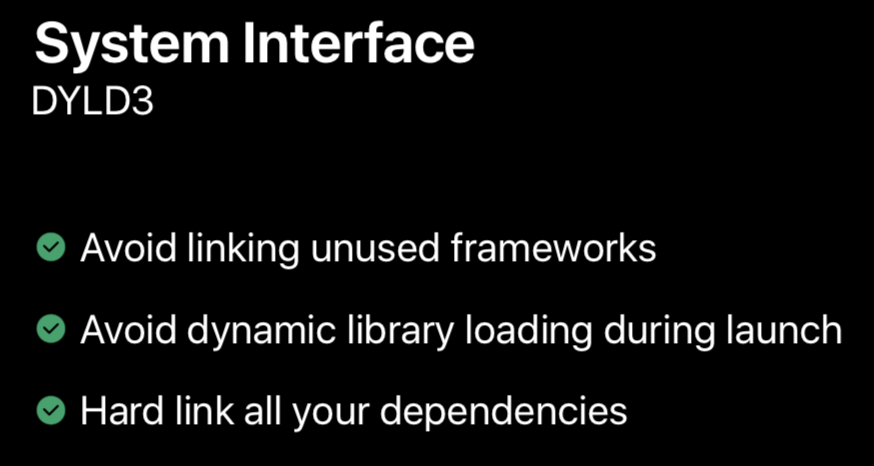 System Interface
DYLD3
Avoid linking unused frameworks
Avoid dynamic library loading during launch
Hard link all your dependencies